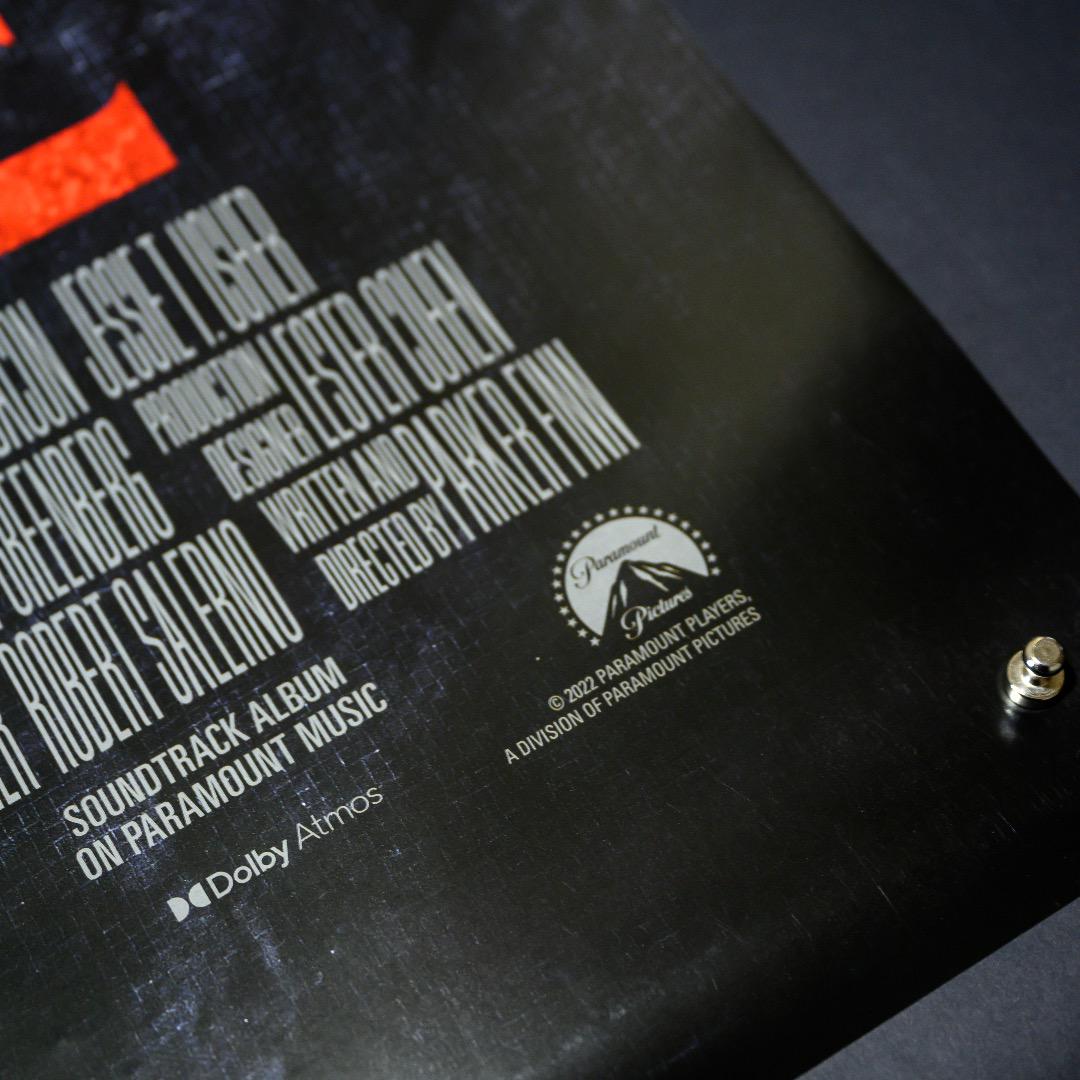 JESSIE T. USHER
REENBERG PRODUCTION DESIGNER LESTER COHEN
ROBERT SALERNO WRITTEN AND DIRECTED BY PARKER FINN
SOUNDTRACK ALBUM
ON PARAMOUNT MUSIC
Dolby Atmos
Paramount
Pictures
© 2022 PARAMOUNT PLAYERS,
A DIVISION OF PARAMOUNT PICTURES